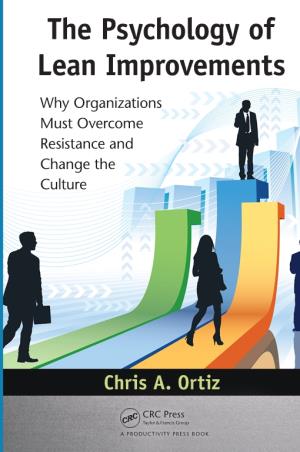 The Psychology of
Lean Improvements
Why Organizations
Must Overcome
Resistance and
Change the
Culture
Chris A. Ortiz
CRC Press
Taylor & Francis Group
A PRODUCTIVITY PRESS BOOK